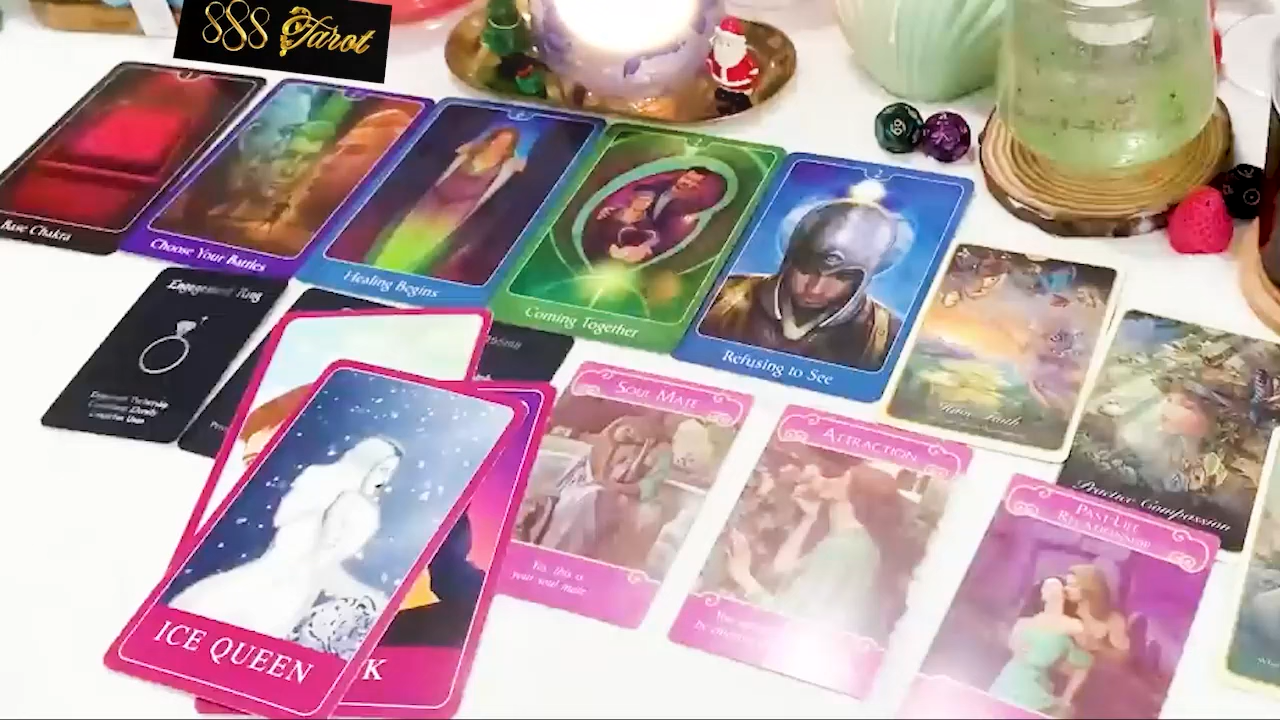 888 Tarot
Base Chakra
Choose Your Battles
Healing Begins
Coming Together
Refusing to See
Engagement Ring
Have Faith
Practice Compassion
SOUL MATE
Yes, this is
your soul mate
ATTRACTION
PAST-LIFE
RELATIONSHIP
ICE QUEEN
K